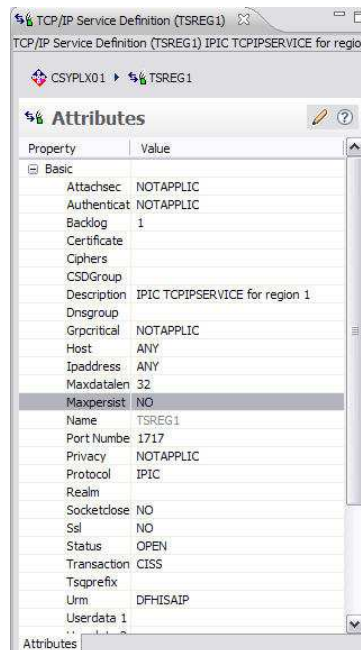 TCP/IP Service Definition (TSREG1)
TCP/IP Service Definition (TSREG1) IPIC TCPIPSERVICE for regio
CSYPLX01 TSREG1
Attributes
Property Value
Basic
Attachsec NOTAPPLIC
Authenticat NOTAPPLIC
Backlog 1
Certificate
Ciphers
CSDGroup
Description IPIC TCPIPSERVICE for region 1
Dnsgroup
Grpcritical NOTAPPLIC
Host ANY
Ipaddress ANY
Maxdatalen 32
Maxpersist NO
Name TSREG1
Port Numbe 1717
Privacy NOTAPPLIC
Protocol IPIC
Realm
Socketclose NO
Ssl NO
Status OPEN
Transaction CISS
Tsqprefix
Urm DFHISAIP
Userdata 1
Attributes